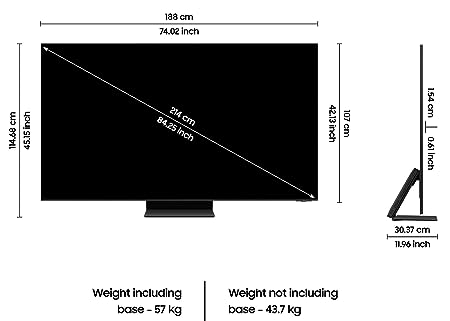 188 cm
74.02 inch
114.68 cm
45.15 inch
214 cm
84.25 inch
107 cm
42.13 inch
1.54 cm
0.61 inch
30.37 cm
11.96 inch
Weight including
base - 57 kg
Weight not including
base - 43.7 kg